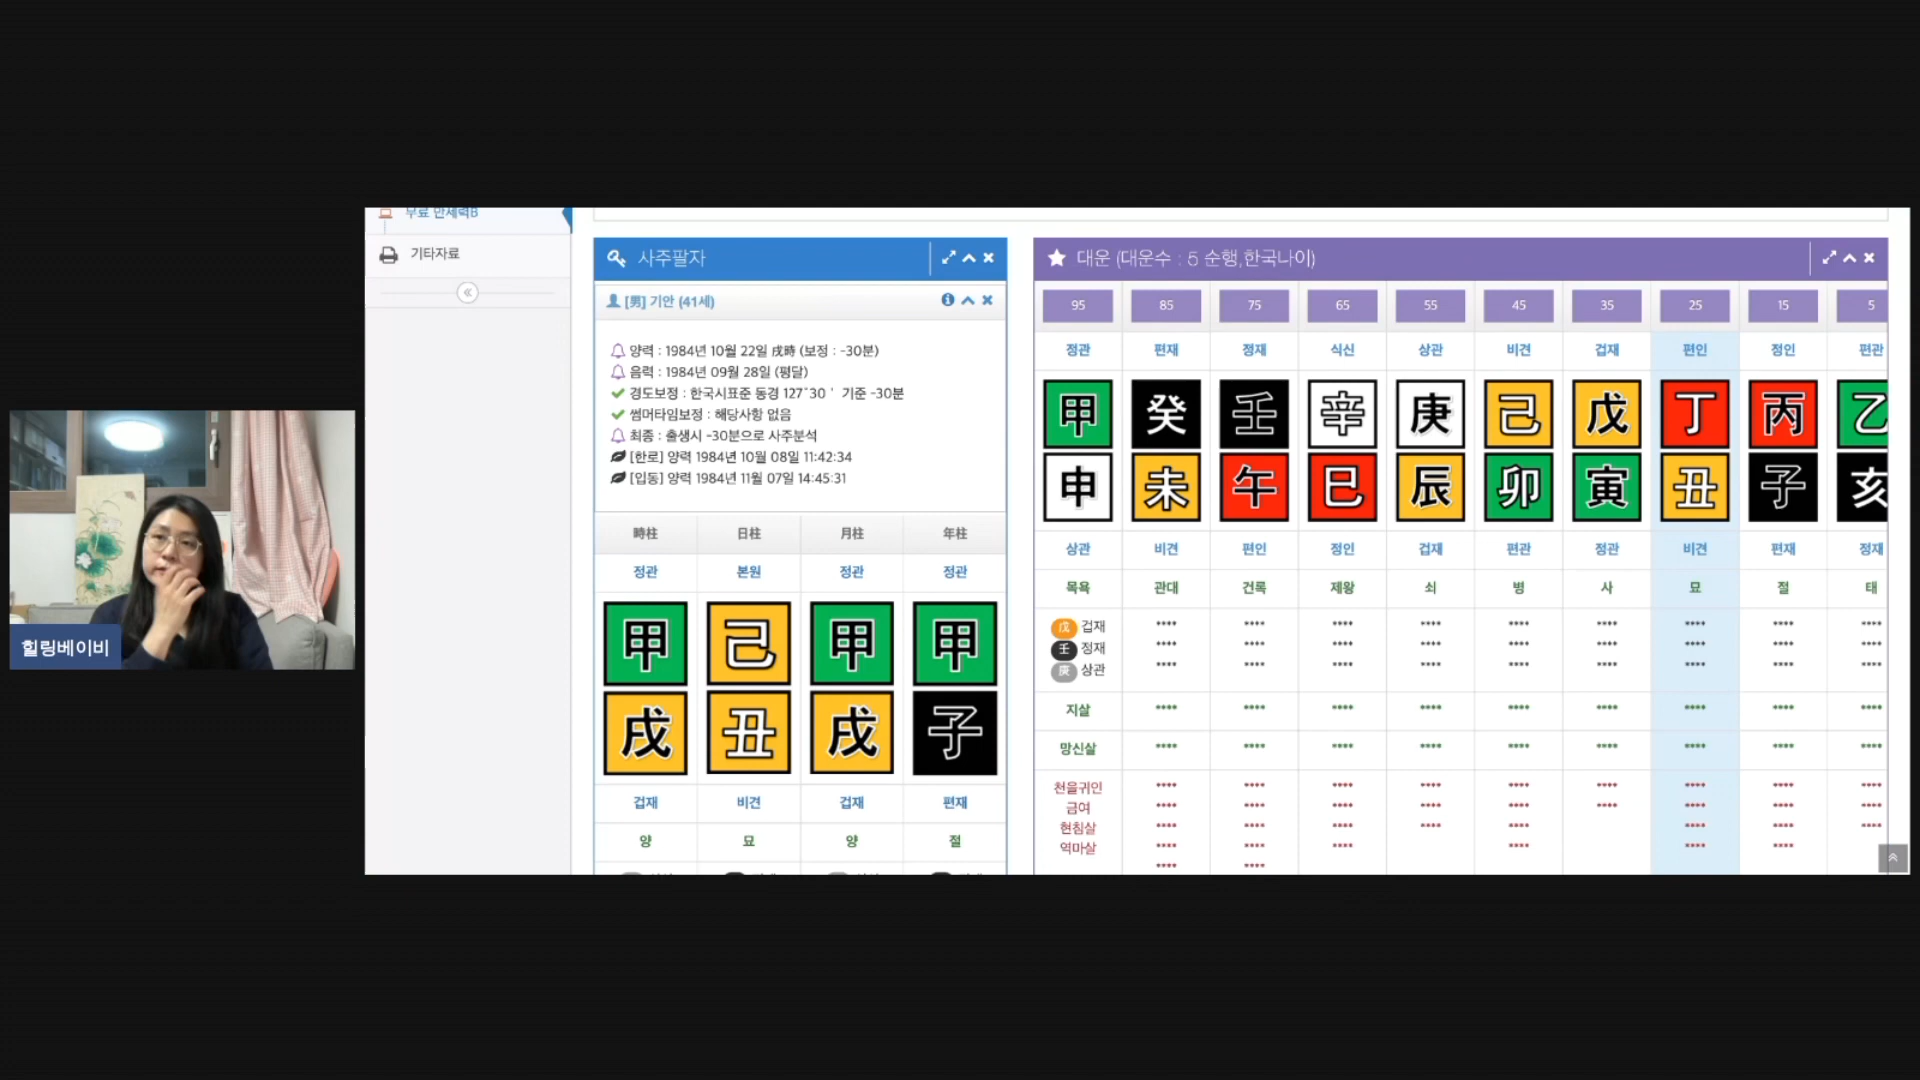 무료 만세력B
기타자료
힐링베이비
사주팔자
[男] 기안 (41세)
양력 : 1984년 10월 22일 戌時 (보정 : -30분)
음력 : 1984년 09월 28일 (평달)
경도보정 : 한국시표준 동경 127˚30 ' 기준 -30분
썸머타임보정 : 해당사항 없음
최종 : 출생시 -30분으로 사주분석
[한로] 양력 1984년 10월 08일 11:42:34
[입동] 양력 1984년 11월 07일 14:45:31
時柱 日柱 月柱 年柱
정관 본원 정관 정관
甲 己 甲 甲
戌 丑 戌 子
겁재 비견 겁재 편재
양 묘 양 절
대운 (대운수 : 5 순행,한국나이)
95 85 75 65 55 45 35 25 15 5
정관 편재 정재 식신 상관 비견 겁재 편인 정인 편관
甲 癸 壬 辛 庚 己 戊 丁 丙 乙
申 未 午 巳 辰 卯 寅 丑 子 亥
상관 비견 편인 정인 겁재 편관 정관 비견 편재 정재
목욕 관대 건록 제왕 쇠 병 사 묘 절 태
戊 겁재 **** **** **** **** **** **** **** **** ****
壬 정재 **** **** **** **** **** **** **** **** ****
庚 상관 **** **** **** **** **** **** **** **** ****
지살 **** **** **** **** **** **** **** **** ****
망신살 **** **** **** **** **** **** **** **** ****
천을귀인 **** **** **** **** **** **** **** **** ****
금여 **** **** **** **** **** **** **** **** ****
현침살 **** **** **** **** **** **** **** ****
역마살 **** **** **** **** **** ****
**** ****